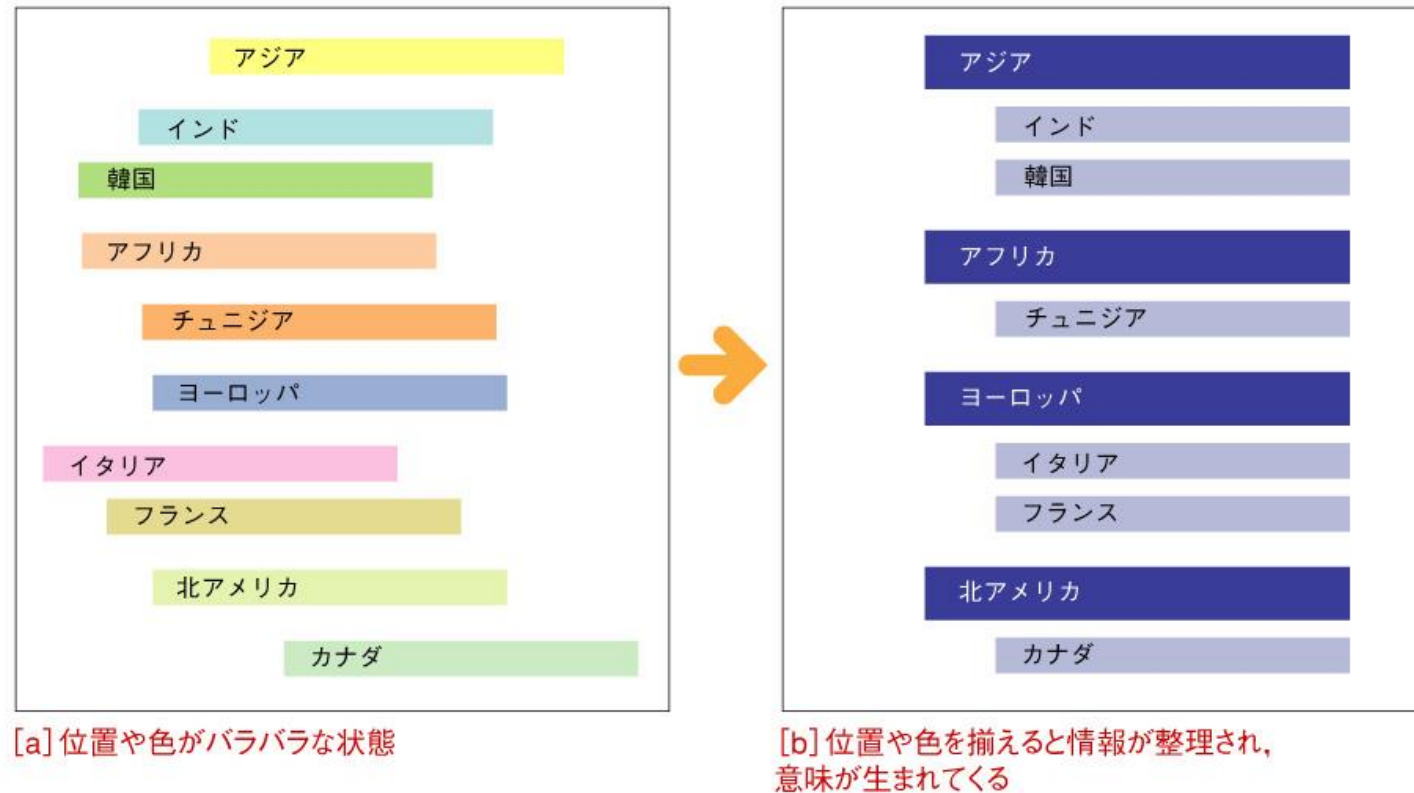 アジア
インド
韓国
アフリカ
チュニジア
ヨーロッパ
イタリア
フランス
北アメリカ
カナダ
[a] 位置や色がバラバラな状態
アジア
インド
韓国
アフリカ
チュニジア
ヨーロッパ
イタリア
フランス
北アメリカ
カナダ
[b] 位置や色を揃えると情報が整理され,
意味が生まれてくる